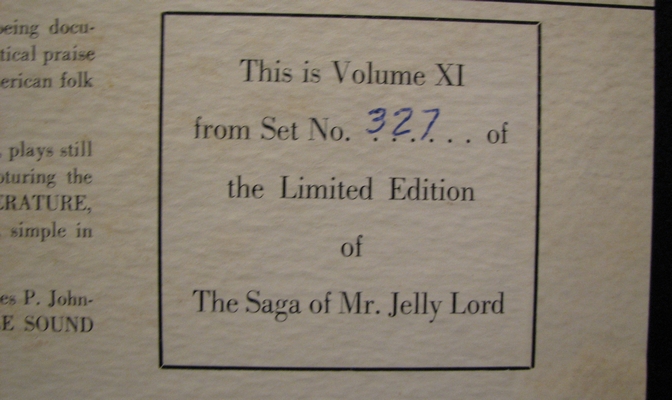 being docu-
tical praise
erican folk
plays still
pturing the
ERATURE,
simple in
es P. John-
E SOUND
This is Volume XI
from Set No. 327 . . . of
the Limited Edition
of
The Saga of Mr. Jelly Lord